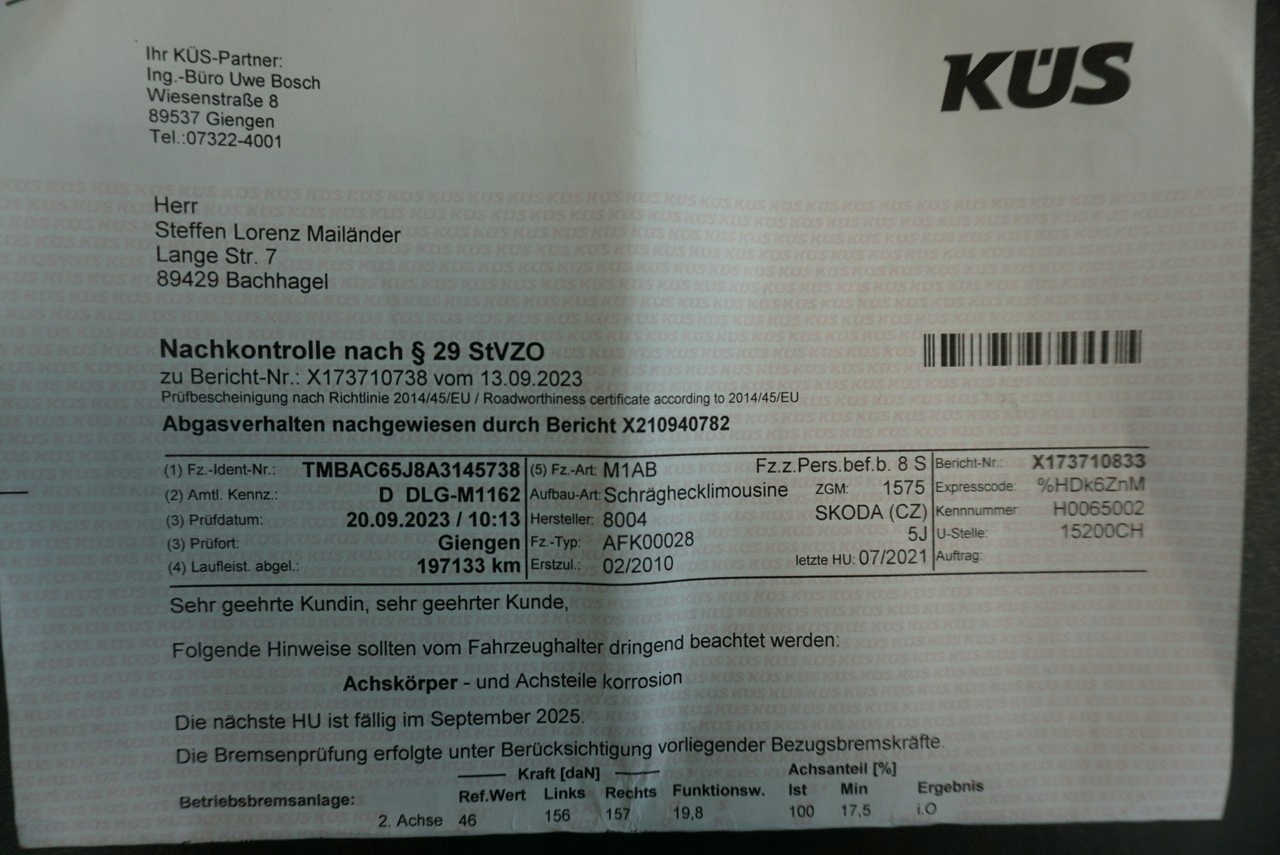 Ihr KÜS-Partner:
Ing.-Büro Uwe Bosch
Wiesenstraße 8
89537 Giengen
Tel.:07322-4001
KÜS
Herr
Steffen Lorenz Mailänder
Lange Str. 7
89429 Bachhagel
Nachkontrolle nach § 29 StVZO
zu Bericht-Nr.: X173710738 vom 13.09.2023
Prüfbescheinigung nach Richtlinie 2014/45/EU / Roadworthiness certificate according to 2014/45/EU
Abgasverhalten nachgewiesen durch Bericht X210940782
(1) Fz.-Ident-Nr.: TMBAC65J8A3145738 (5) Fz.-Art: M1AB Fz.z.Pers.bef.b. 8 S Bericht-Nr.: X173710833
(2) Amtl. Kennz.: D DLG-M1162 Aufbau-Art: Schräghecklimousine ZGM: 1575 Expresscode: %HDk6ZnM
(3) Prüfdatum: 20.09.2023 / 10:13 Hersteller: 8004 SKODA (CZ) Kennnummer H0065002
(3) Prüfort: Giengen Fz.-Typ: AFK00028 5J U-Stelle: 15200CH
(4) Laufleist. abgel.: 197133 km Erstzul.: 02/2010 letzte HU: 07/2021 Auftrag:
Sehr geehrte Kundin, sehr geehrter Kunde,
Folgende Hinweise sollten vom Fahrzeughalter dringend beachtet werden:
Achskörper - und Achsteile korrosion
Die nächste HU ist fällig im September 2025.
Die Bremsenprüfung erfolgte unter Berücksichtigung vorliegender Bezugsbremskräfte.
Kraft [daN] Achsanteil [%]
Betriebsbremsanlage: Ref.Wert Links Rechts Funktionsw. Ist Min Ergebnis
2. Achse 46 156 157 19,8 100 17,5 i.O